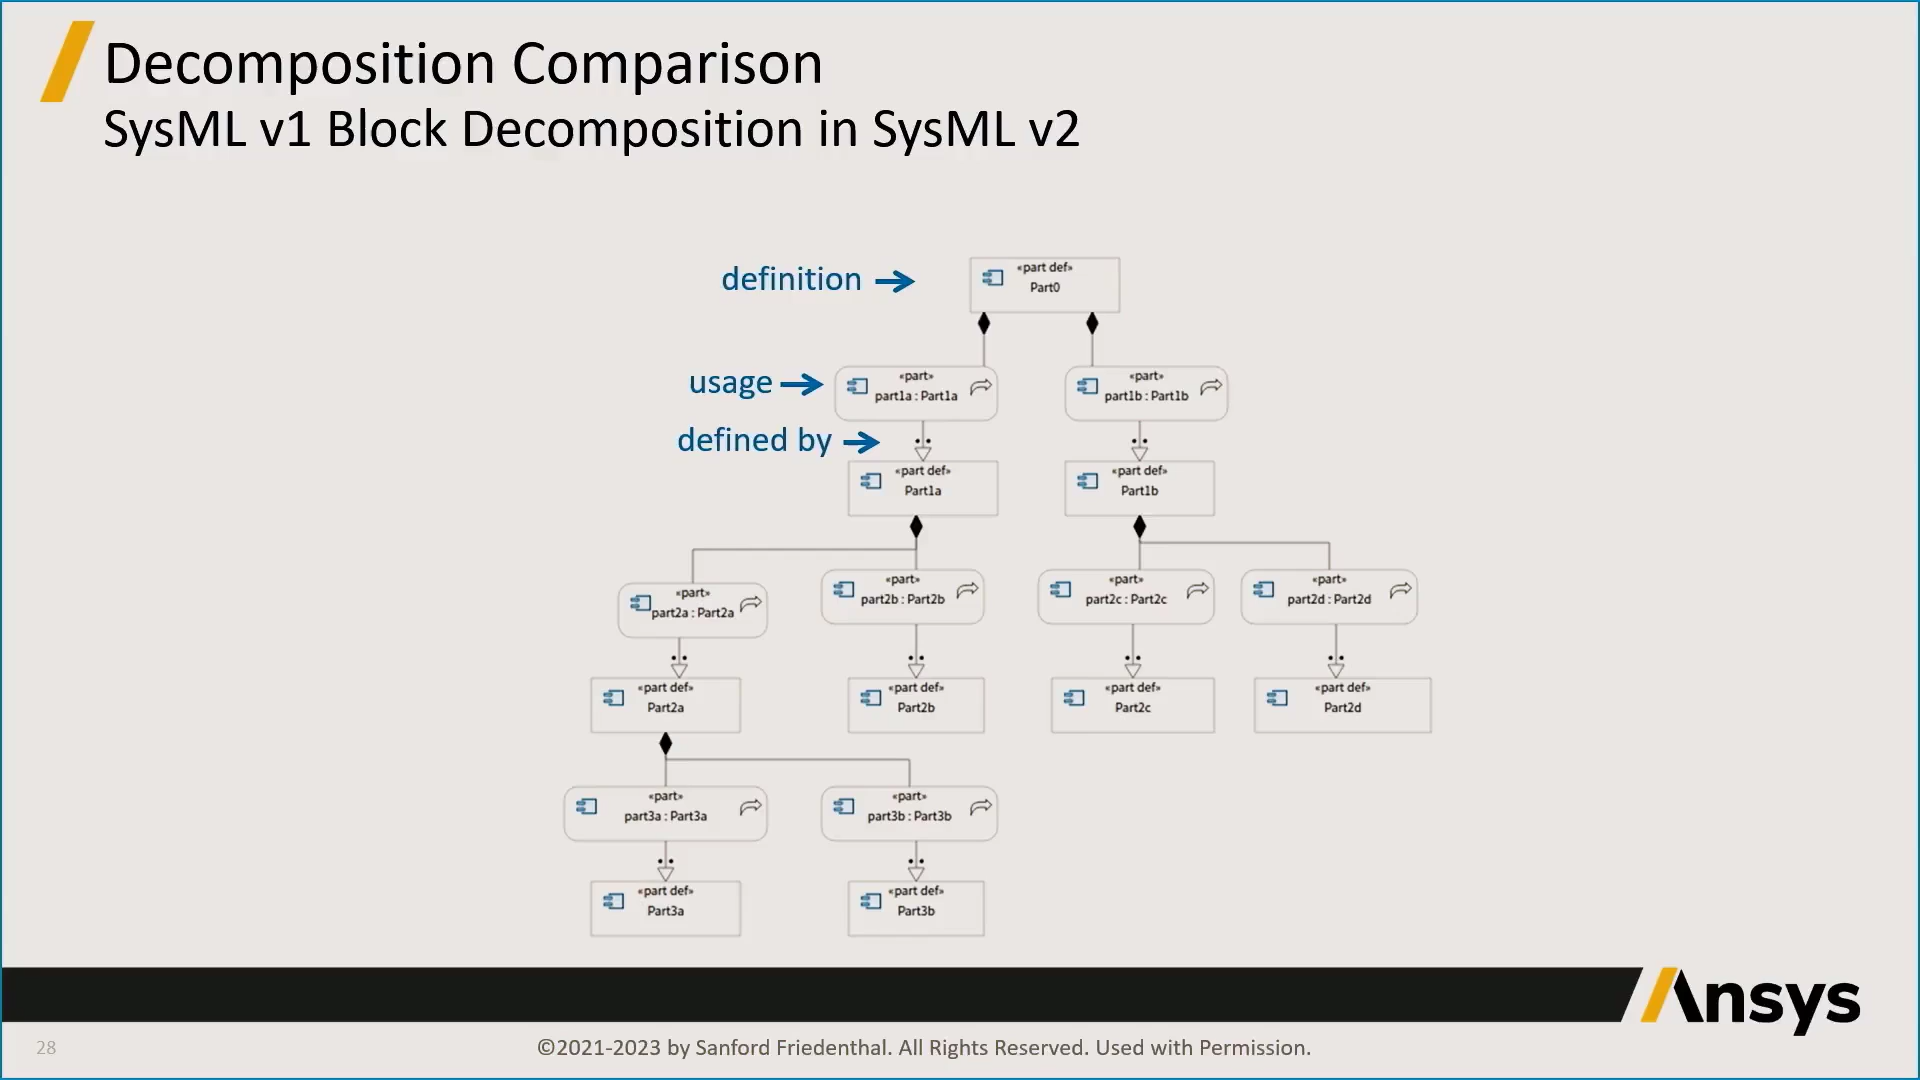 Decomposition Comparison
SysML v1 Block Decomposition in SysML v2
definition
«part def»
Part0
usage
«part»
part1a : Part1a
«part»
part1b : Part1b
defined by
«part def»
Part1a
«part def»
Part1b
«part»
part2a : Part2a
«part»
part2b : Part2b
«part»
part2c : Part2c
«part»
part2d : Part2d
«part def»
Part2a
«part def»
Part2b
«part def»
Part2c
«part def»
Part2d
«part»
part3a : Part3a
«part»
part3b : Part3b
«part def»
Part3a
«part def»
Part3b
Ansys
28
©2021-2023 by Sanford Friedenthal. All Rights Reserved. Used with Permission.